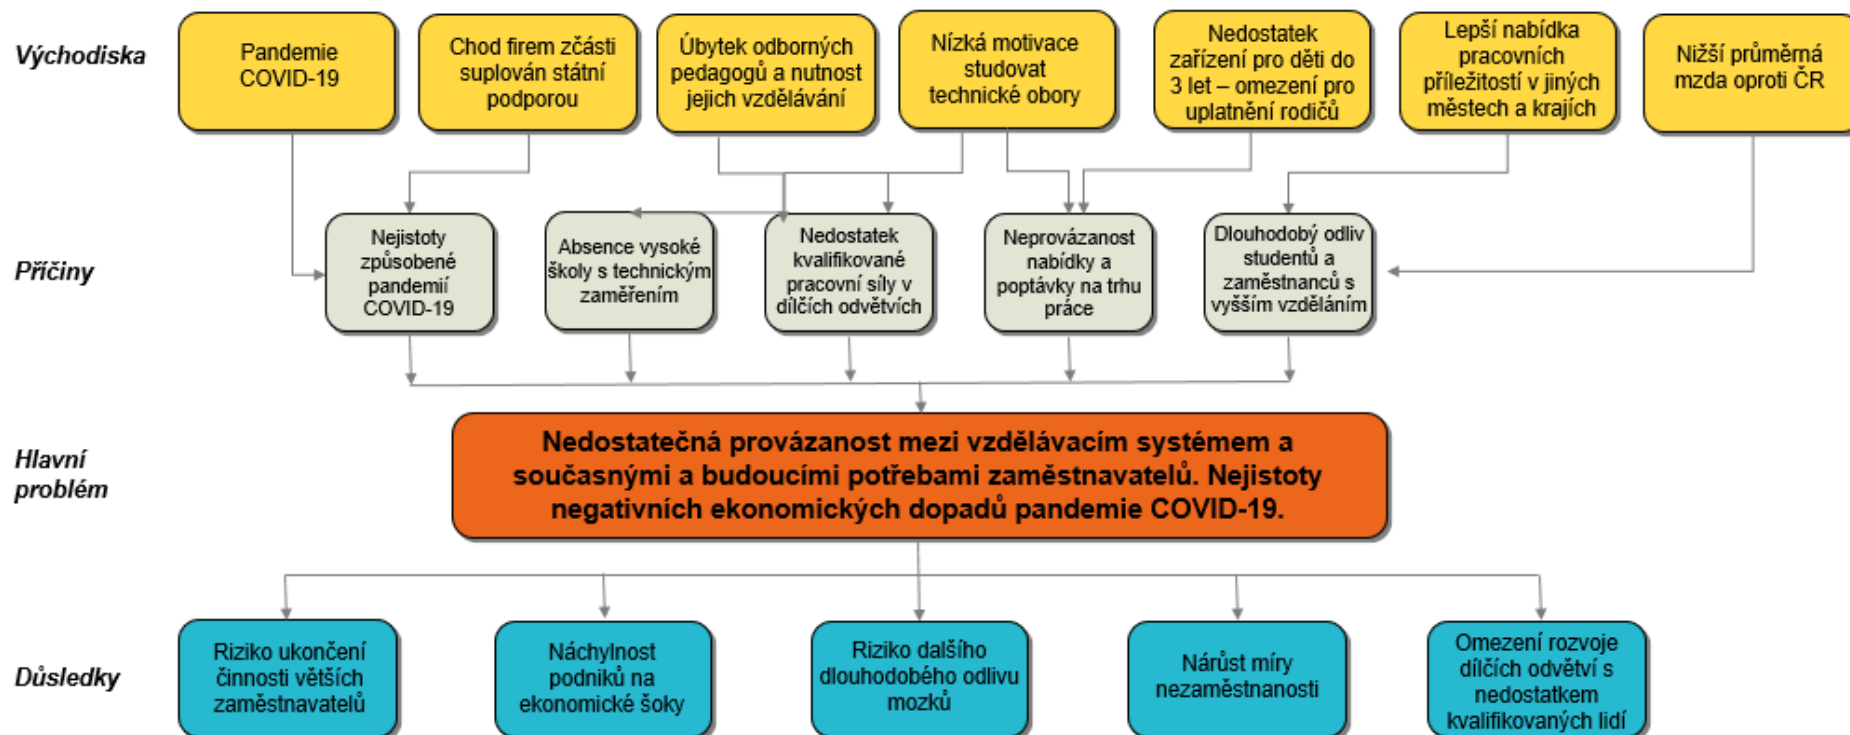 Východiska
Pandemie
COVID-19
Chod firem zčásti
suplován státní
podporou
Úbytek odborných
pedagogů a nutnost
jejich vzdělávání
Nízká motivace
studovat
technické obory
Nedostatek
zařízení pro děti do
3 let – omezení pro
uplatnění rodičů
Lepší nabídka
pracovních
příležitostí v jiných
městech a krajích
Nižší průměrná
mzda oproti ČR
Příčiny
Nejistoty
způsobené
pandemií
COVID-19
Absence vysoké
školy s technickým
zaměřením
Nedostatek
kvalifikované
pracovní síly v
dílčích odvětvích
Neprovázanost
nabídky a
poptávky na trhu
práce
Dlouhodobý odliv
studentů a
zaměstnanců s
vyšším vzděláním
Hlavní
problém
Nedostatečná provázanost mezi vzdělávacím systémem a
současnými a budoucími potřebami zaměstnavatelů. Nejistoty
negativních ekonomických dopadů pandemie COVID-19.
Důsledky
Riziko ukončení
činnosti větších
zaměstnavatelů
Náchylnost
podniků na
ekonomické šoky
Riziko dalšího
dlouhodobého odlivu
mozků
Nárůst míry
nezaměstnanosti
Omezení rozvoje
dílčích odvětví s
nedostatkem
kvalifikovaných lidí